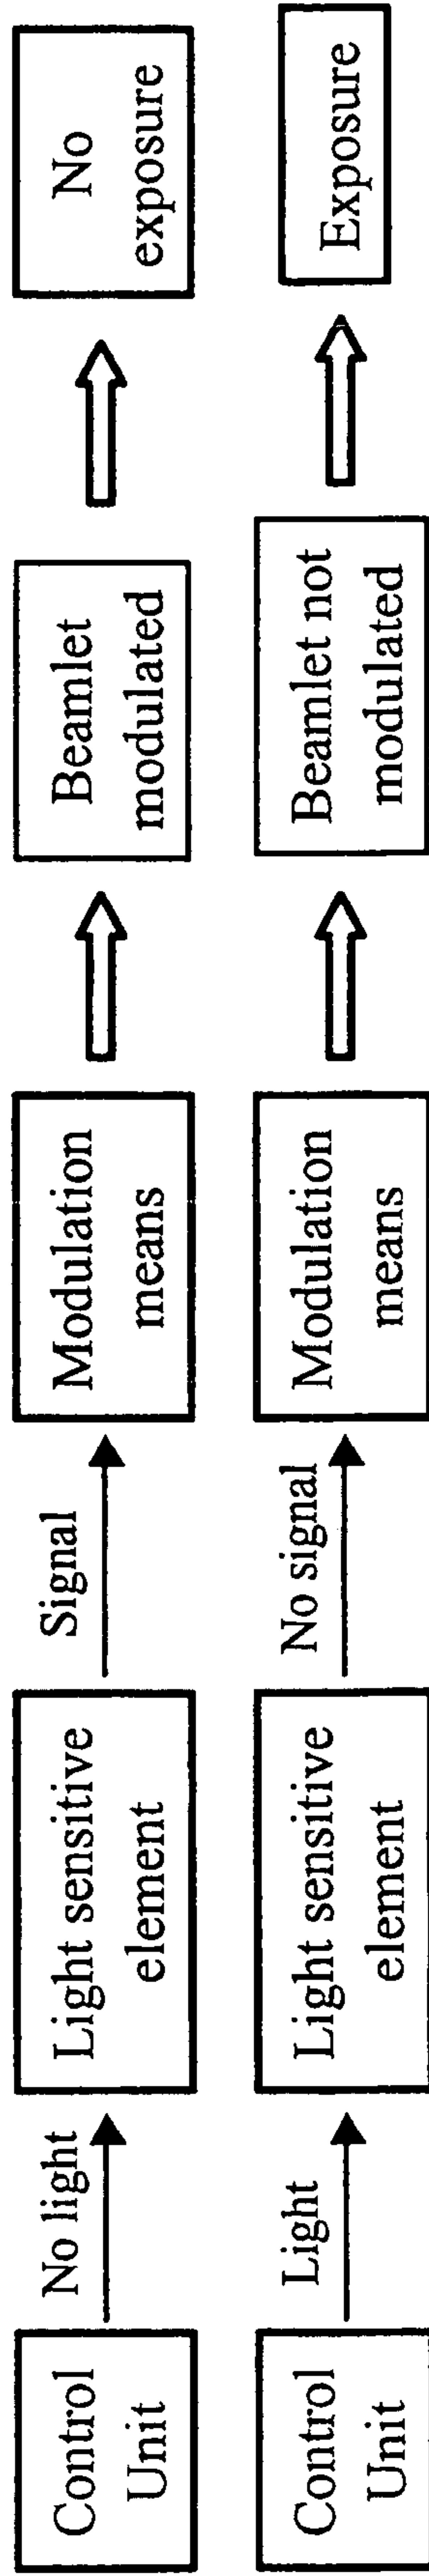 Control
Unit
No light
Light sensitive
element
Signal
Modulation
means
Beamlet
modulated
No
exposure
Control
Unit
Light
Light sensitive
element
No signal
Modulation
means
Beamlet not
modulated
Exposure